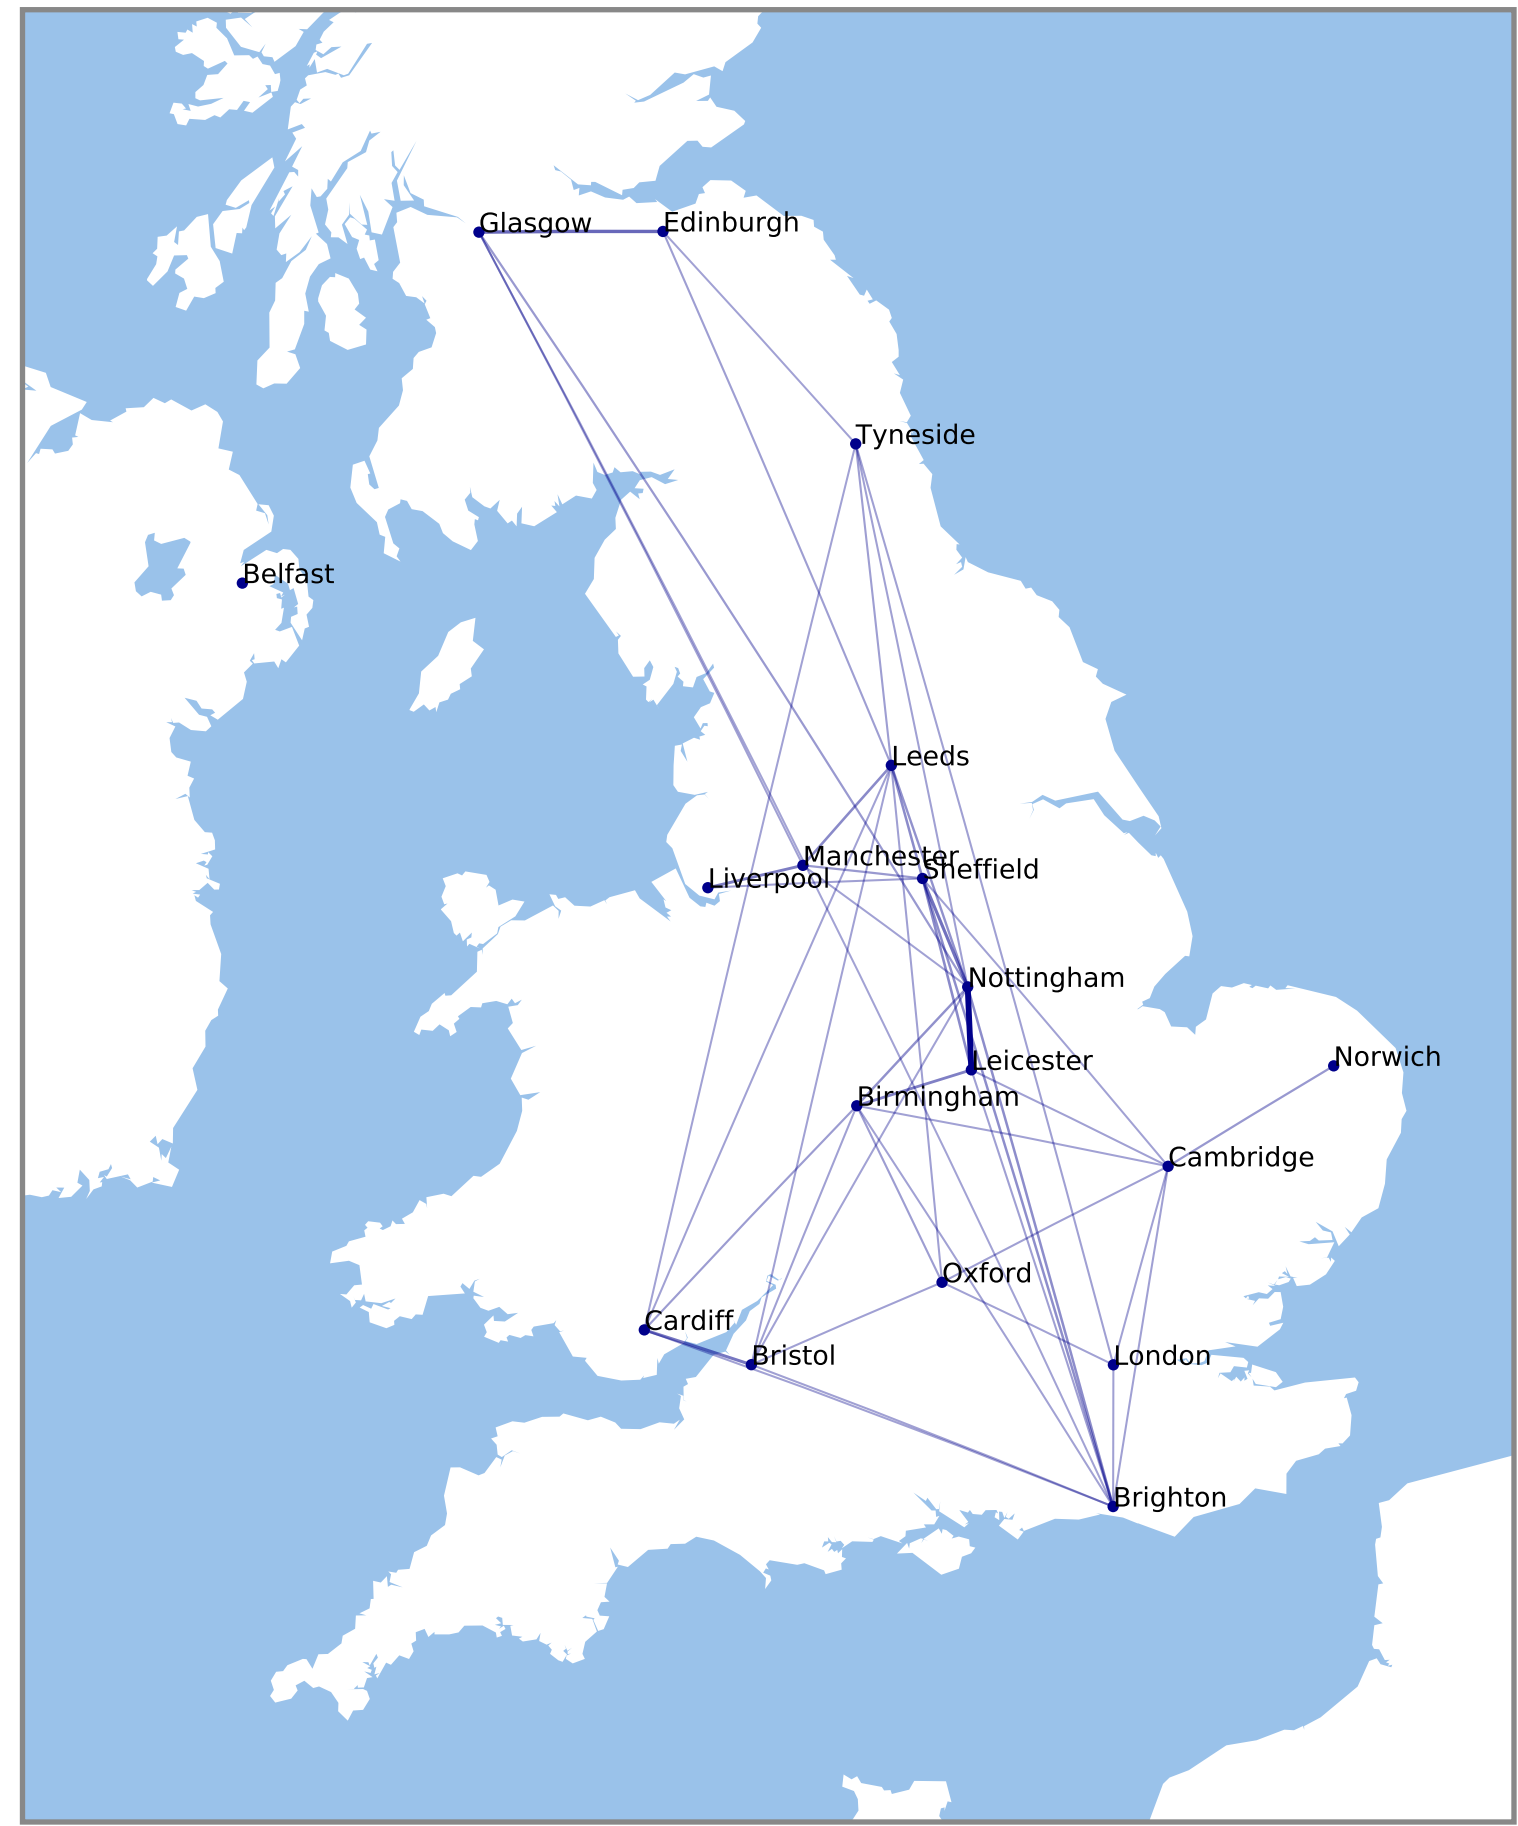 Glasgow
Edinburgh
Tyneside
Belfast
Leeds
Manchester
Sheffield
Liverpool
Nottingham
Leicester
Norwich
Birmingham
Cambridge
Oxford
Cardiff
Bristol
London
Brighton